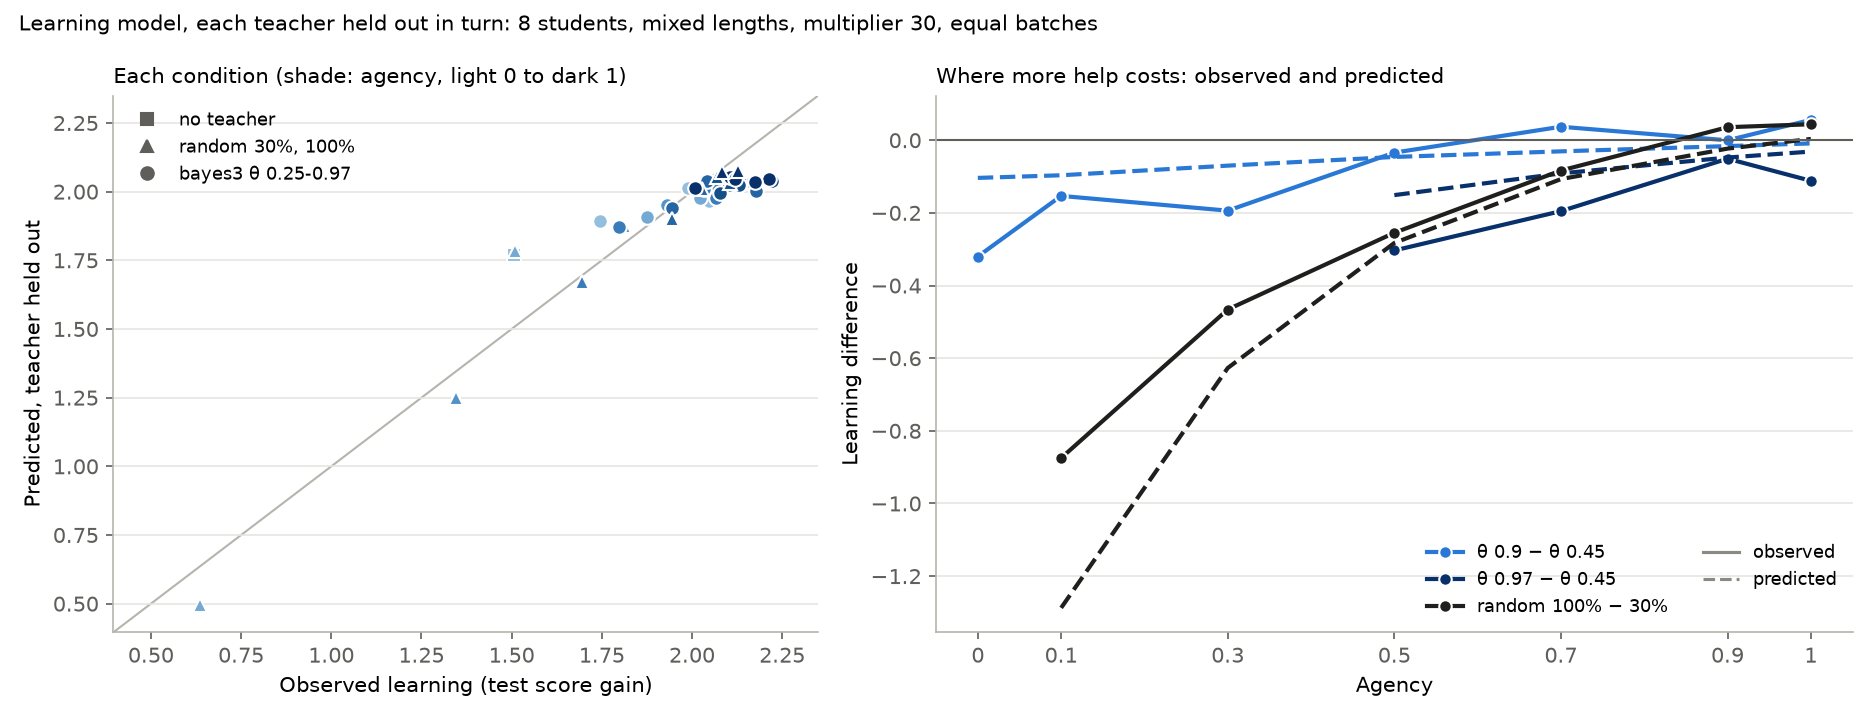 Learning model, each teacher held out in turn: 8 students, mixed lengths, multiplier 30, equal batches
Each condition (shade: agency, light 0 to dark 1)
no teacher
random 30%, 100%
bayes3 θ 0.25-0.97
2.25
2.00
1.75
1.50
1.25
1.00
0.75
0.50
Predicted, teacher held out
0.50
0.75
1.00
1.25
1.50
1.75
2.00
2.25
Observed learning (test score gain)
Where more help costs: observed and predicted
0.0
−0.2
−0.4
−0.6
−0.8
−1.0
−1.2
Learning difference
θ 0.9 − θ 0.45
θ 0.97 − θ 0.45
random 100% − 30%
observed
predicted
0
0.1
0.3
0.5
0.7
0.9
1
Agency